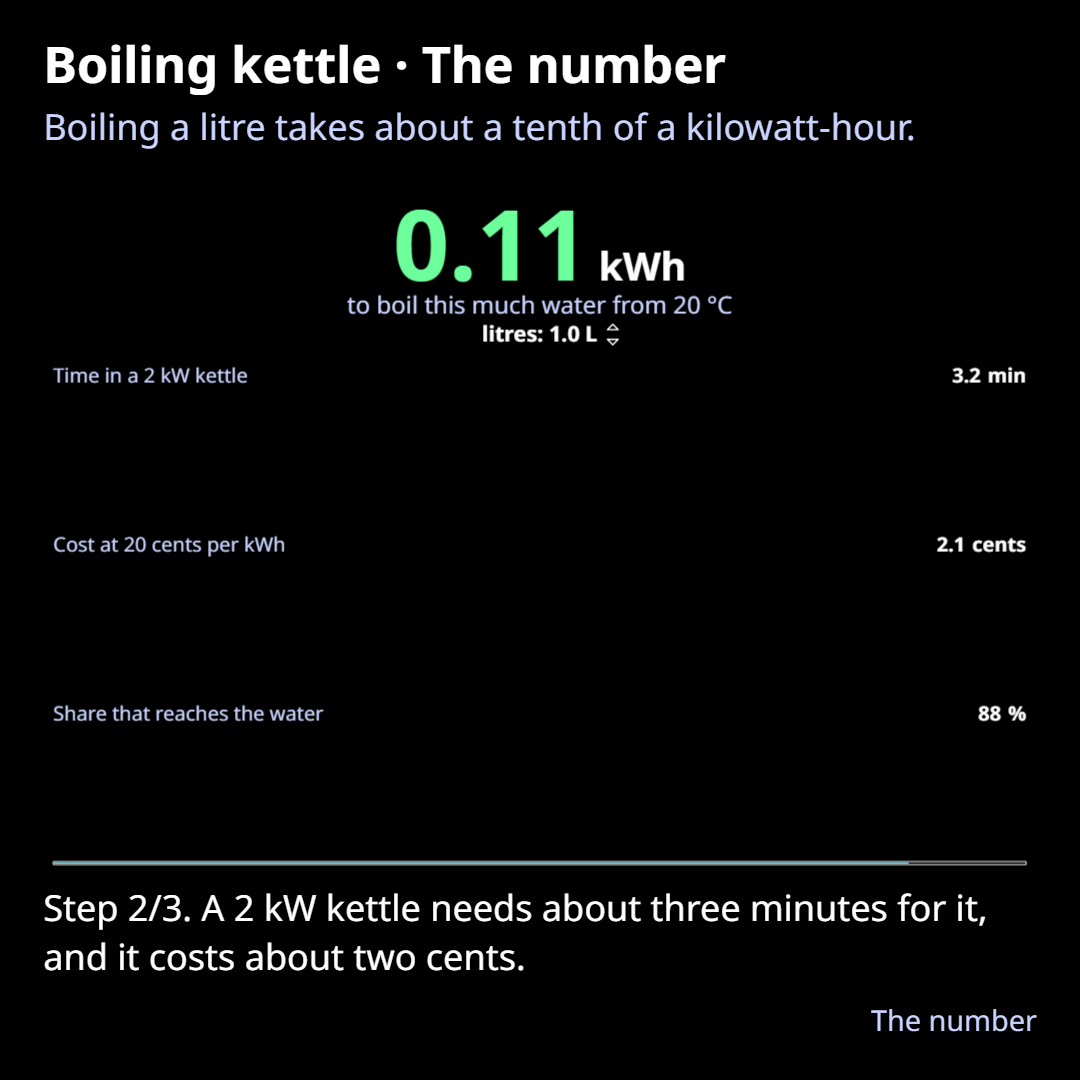 Boiling kettle · The number
Boiling a litre takes about a tenth of a kilowatt-hour.
0.11 kWh
to boil this much water from 20 °C
litres: 1.0 L
Time in a 2 kW kettle 3.2 min
Cost at 20 cents per kWh 2.1 cents
Share that reaches the water 88 %
Step 2/3. A 2 kW kettle needs about three minutes for it,
and it costs about two cents.
The number